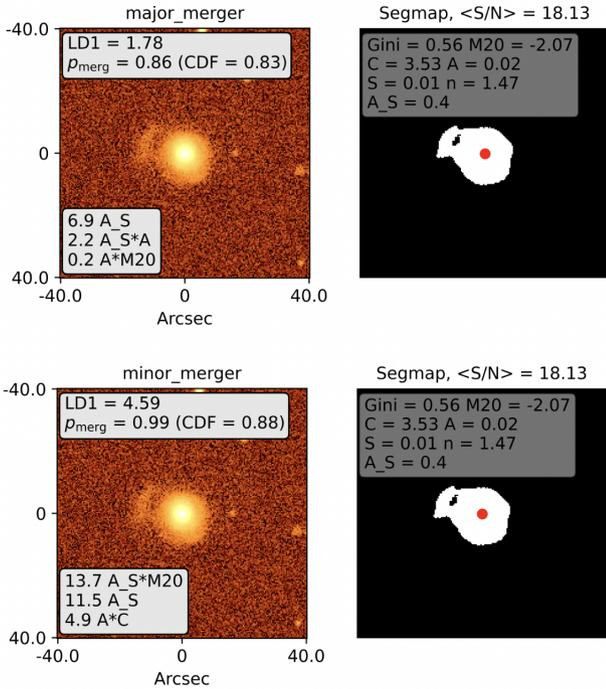 major_merger
Segmap, <S/N> = 18.13
-40.0
LD1 = 1.78
p_merg = 0.86 (CDF = 0.83)
Gini = 0.56 M20 = -2.07
C = 3.53 A = 0.02
S = 0.01 n = 1.47
A_S = 0.4
0
6.9 A_S
2.2 A_S*A
0.2 A*M20
40.0
-40.0 0 40.0
Arcsec
minor_merger
Segmap, <S/N> = 18.13
-40.0
LD1 = 4.59
p_merg = 0.99 (CDF = 0.88)
Gini = 0.56 M20 = -2.07
C = 3.53 A = 0.02
S = 0.01 n = 1.47
A_S = 0.4
0
13.7 A_S*M20
11.5 A_S
4.9 A*C
40.0
-40.0 0 40.0
Arcsec